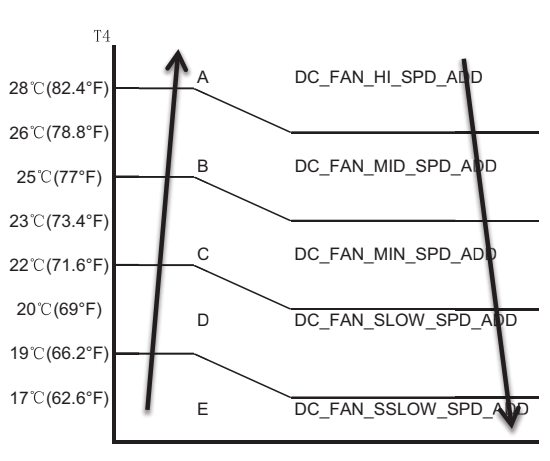 T4
A DC_FAN_HI_SPD_ADD
28℃(82.4°F)
26℃(78.8°F)
B DC_FAN_MID_SPD_ADD
25℃(77°F)
23℃(73.4°F)
C DC_FAN_MIN_SPD_ADD
22℃(71.6°F)
20℃(69°F)
D DC_FAN_SLOW_SPD_ADD
19℃(66.2°F)
17℃(62.6°F)
E DC_FAN_SSLOW_SPD_ADD